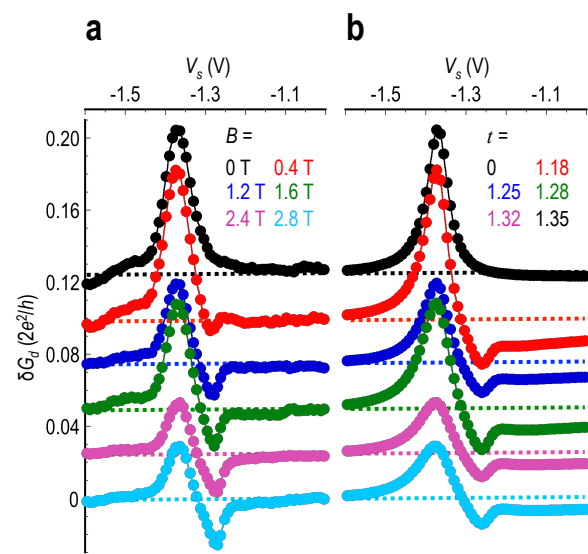 a b
V_s (V) V_s (V)
-1.5 -1.3 -1.1 -1.5 -1.3 -1.1
0.20
B = t =
0 T 0.4 T 0 1.18
0.16
1.2 T 1.6 T 1.25 1.28
2.4 T 2.8 T 1.32 1.35
0.12
δG_d (2e²/h)
0.08
0.04
0